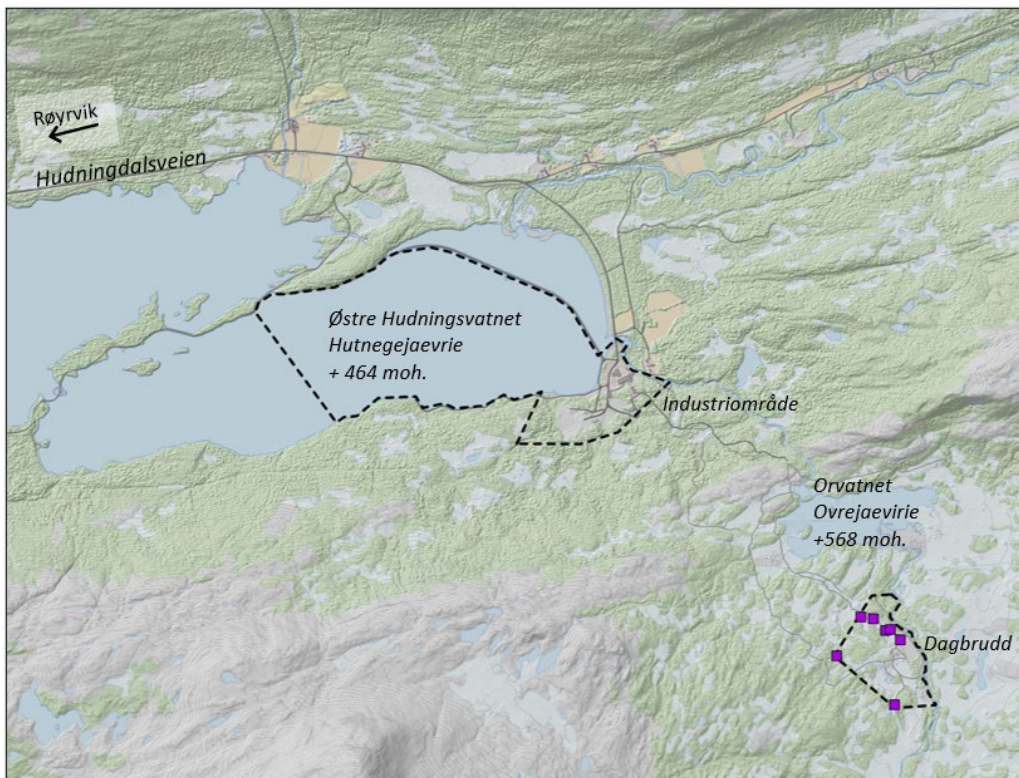 Røyrvik
Hudningdalsveien
Østre Hudningsvatnet
Hutnegejaevrie
+ 464 moh.
Industriområde
Orvatnet
Ovrejaevirie
+568 moh.
Dagbrudd